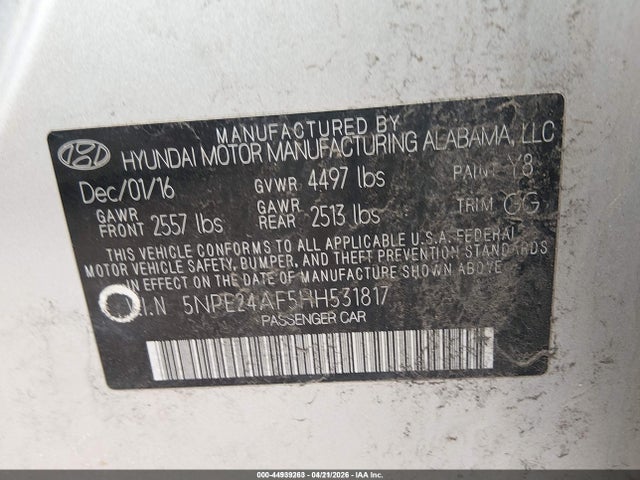 MANUFACTURED BY
HYUNDAI MOTOR MANUFACTURING ALABAMA, LLC
Dec/01/16 GVWR 4497 lbs PAINT Y3
GAWR FRONT 2557 lbs GAWR REAR 2513 lbs TRIM
THIS VEHICLE CONFORMS TO ALL APPLICABLE U.S.A. FEDERAL
MOTOR VEHICLE SAFETY, BUMPER, AND THEFT PREVENTION STANDARDS
IN EFFECT ON THE DATE OF MANUFACTURE SHOWN ABOVE.
V.I.N 5NPE24AF5HH531817
PASSENGER CAR
000-44939263 - 04/21/2026 - IAA Inc.